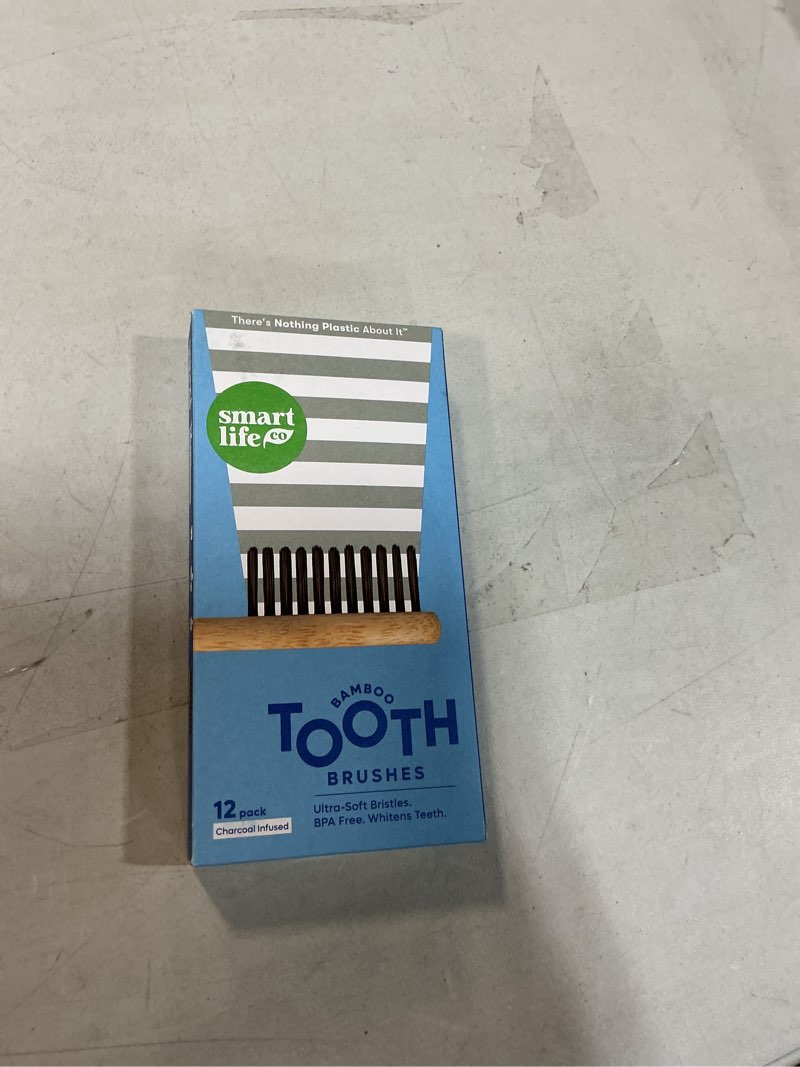 There's Nothing Plastic About it™
smart
life co
BAMBOO
TOOTH
BRUSHES
12 pack
Charcoal Infused
Ultra-Soft Bristles.
BPA Free. Whitens Teeth.